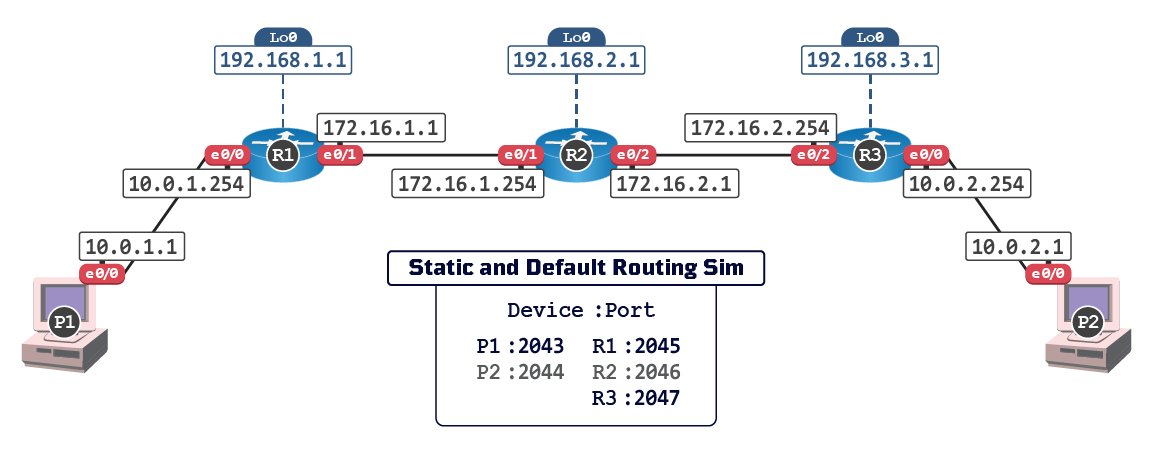 Lo0 Lo0 Lo0
192.168.1.1 192.168.2.1 192.168.3.1
172.16.1.1 172.16.2.254
e0/0 R1 e0/1 e0/1 R2 e0/2 e0/2 R3 e0/0
10.0.1.254 172.16.1.254 172.16.2.1 10.0.2.254
10.0.1.1 10.0.2.1
e0/0 e0/0
Static and Default Routing Sim
Device :Port
P1 P2
P1 :2043 R1 :2045
P2 :2044 R2 :2046
R3 :2047